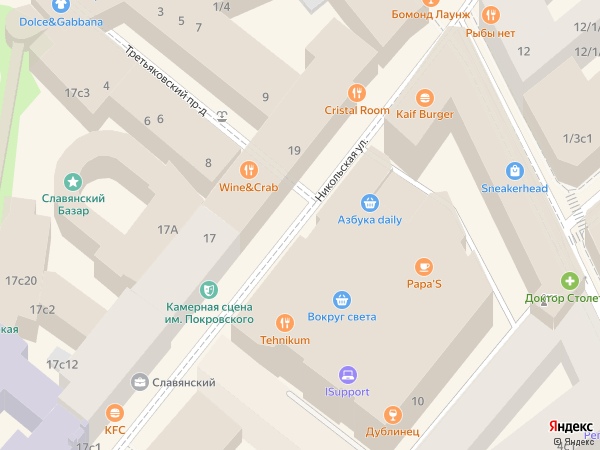 Dolce&Gabbana
3
4
5
1
Бомонд Лаунж
Рыбы нет
12/1
12
12/1
17с3
4
Третьяковский пр-д
6
6
9
Cristal Room
Kaif Burger
1/3с1
8
19
Никольская ул.
Wine&Crab
Sneakerhead
Славянский
Базар
17А
17
Азбука daily
17с20
17с2
Камерная сцена
им. Покровского
Papa'S
Доктор Столет
Вокруг света
Tehnikum
17с12
Славянский
ISupport
10
KFC
17с1
Дублинец
4с1
Яндекс
© Яндекс